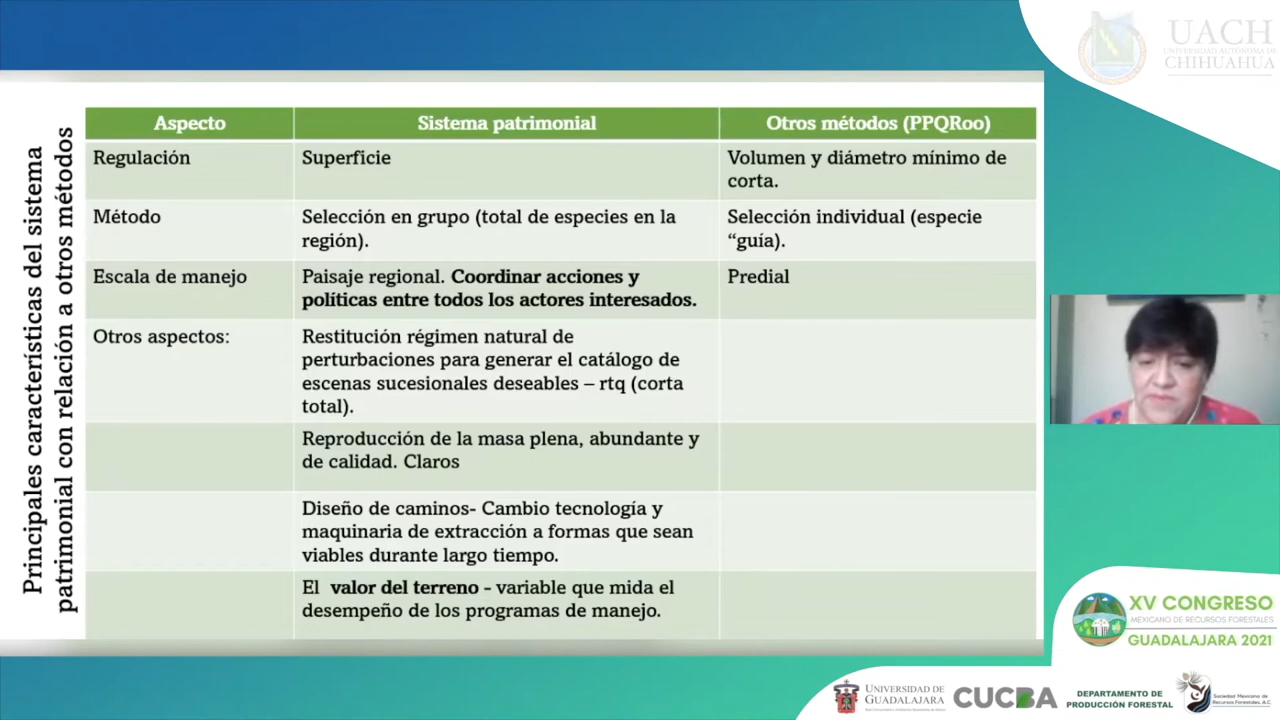 UACH
UNIVERSIDAD AUTÓNOMA DE
CHIHUAHUA
Principales características del sistema
patrimonial con relación a otros métodos
Aspecto
Sistema patrimonial
Otros métodos (PPQRoo)
Regulación
Superficie
Volumen y diámetro mínimo de
corta.
Método
Selección en grupo (total de especies en la
región).
Selección individual (especie
“guía).
Escala de manejo
Paisaje regional. Coordinar acciones y
políticas entre todos los actores interesados.
Predial
Otros aspectos:
Restitución régimen natural de
perturbaciones para generar el catálogo de
escenas sucesionales deseables – rtq (corta
total).
Reproducción de la masa plena, abundante y
de calidad. Claros
Diseño de caminos- Cambio tecnología y
maquinaria de extracción a formas que sean
viables durante largo tiempo.
El valor del terreno - variable que mida el
desempeño de los programas de manejo.
XV CONGRESO
MEXICANO DE RECURSOS FORESTALES
GUADALAJARA 2021
UNIVERSIDAD DE
GUADALAJARA
CUCBA
DEPARTAMENTO DE
PRODUCCIÓN FORESTAL
Sociedad Mexicana de
Recursos Forestales, A.C